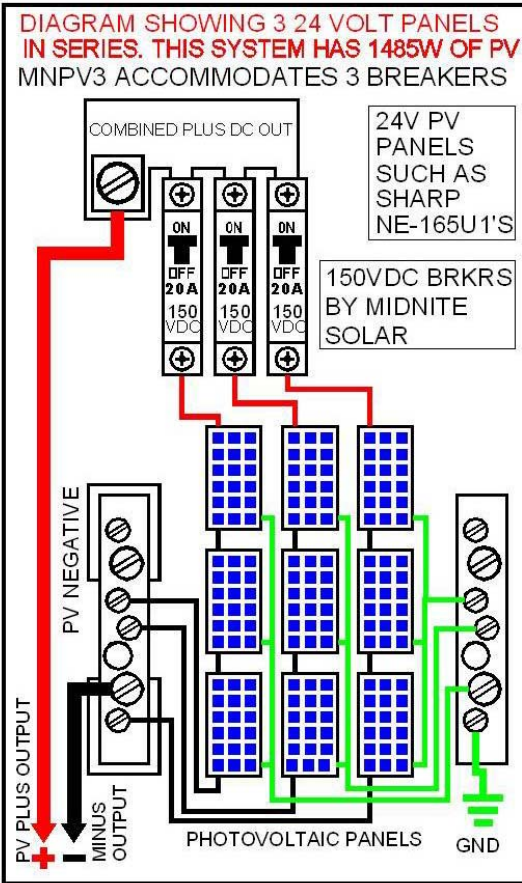 DIAGRAM SHOWING 3 24 VOLT PANELS
IN SERIES. THIS SYSTEM HAS 1485W OF PV
MNPV3 ACCOMMODATES 3 BREAKERS
COMBINED PLUS DC OUT
24V PV
PANELS
SUCH AS
SHARP
NE-165U1'S
ON
OFF
20A
150
VDC
ON
OFF
20A
150
VDC
ON
OFF
20A
150
VDC
150VDC BRKRS
BY MIDNITE
SOLAR
PV NEGATIVE
PV PLUS OUTPUT
+
-
MINUS
OUTPUT
PHOTOVOLTAIC PANELS
GND